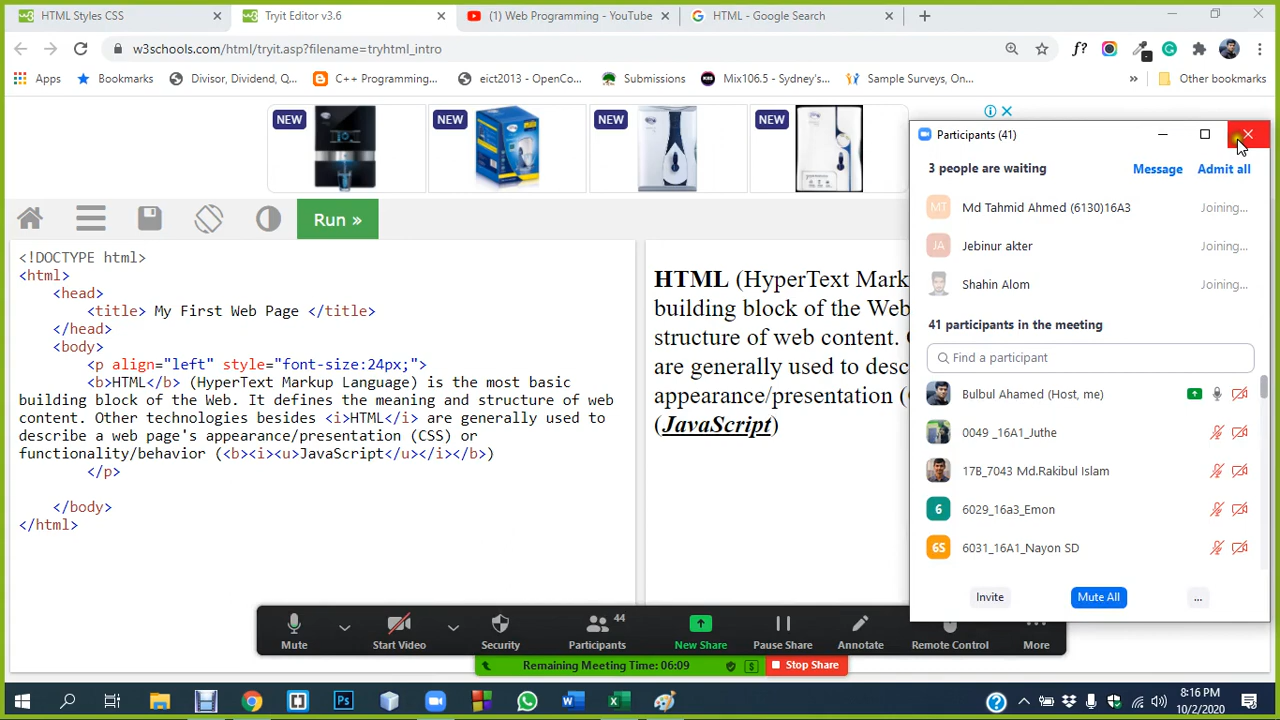 HTML Styles CSS
Tryit Editor v3.6
(1) Web Programming - YouTube
HTML - Google Search
w3schools.com/html/tryit.asp?filename=tryhtml_intro
f?
Apps
Bookmarks
Divisor, Dividend, Q...
C++ Programming...
eict2013 - OpenCo...
Submissions
Mix106.5 - Sydney's...
Sample Surveys, On...
»
Other bookmarks
NEW
NEW
NEW
NEW
Participants (41)
3 people are waiting
Message
Admit all
MT
Md Tahmid Ahmed (6130)16A3
Joining...
JA
Jebinur akter
Joining...
Shahin Alom
Joining...
41 participants in the meeting
Find a participant
Bulbul Ahamed (Host, me)
0049 _16A1_Juthe
17B_7043 Md.Rakibul Islam
6
6029_16a3_Emon
6S
6031_16A1_Nayon SD
Invite
Mute All
...
Run »
<!DOCTYPE html>
<html>
<head>
<title> My First Web Page </title>
</head>
<body>
<p align="left" style="font-size:24px;">
<b>HTML</b> (HyperText Markup Language) is the most basic
building block of the Web. It defines the meaning and structure of web
content. Other technologies besides <i>HTML</i> are generally used to
describe a web page's appearance/presentation (CSS) or
functionality/behavior (<b><i><u>JavaScript</u></i></b>)
</p>
</body>
</html>
HTML (HyperText Mark
building block of the Web
structure of web content.
are generally used to desc
appearance/presentation (
(JavaScript)
Mute
Start Video
Security
44
Participants
New Share
Pause Share
Annotate
Remote Control
More
Remaining Meeting Time: 06:09
Stop Share
Ps
8:16 PM
10/2/2020